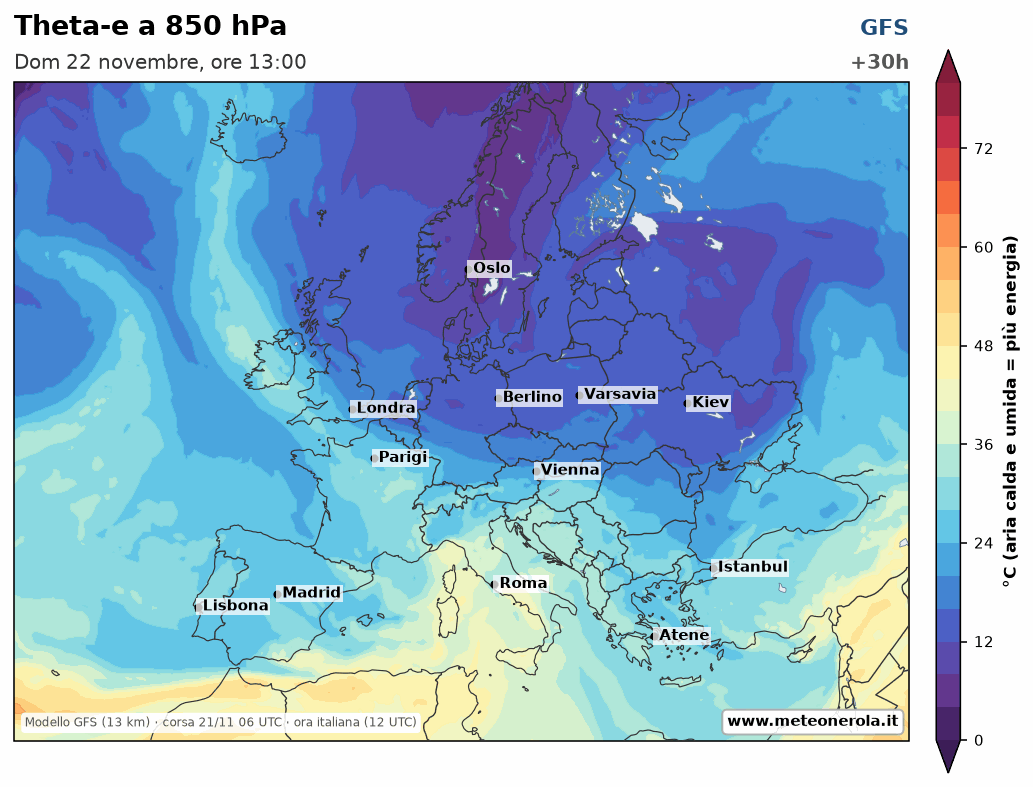 Theta-e a 850 hPa
GFS
Dom 22 novembre, ore 13:00
+30h
72
60
48
36
24
12
0
°C (aria calda e umida = più energia)
Oslo
Londra
Berlino
Varsavia
Kiev
Parigi
Vienna
Istanbul
Roma
Madrid
Lisbona
Atene
Modello GFS (13 km) · corsa 21/11 06 UTC · ora italiana (12 UTC)
www.meteonerola.it